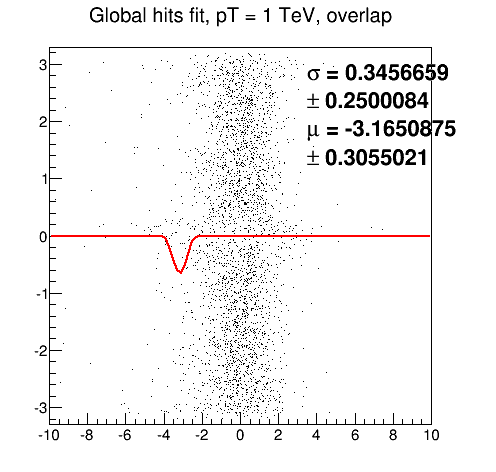 Global hits fit, pT = 1 TeV, overlap
σ = 0.3456659
± 0.2500084
μ = -3.1650875
± 0.3055021
3
2
1
0
-1
-2
-3
-10 -8 -6 -4 -2 0 2 4 6 8 10